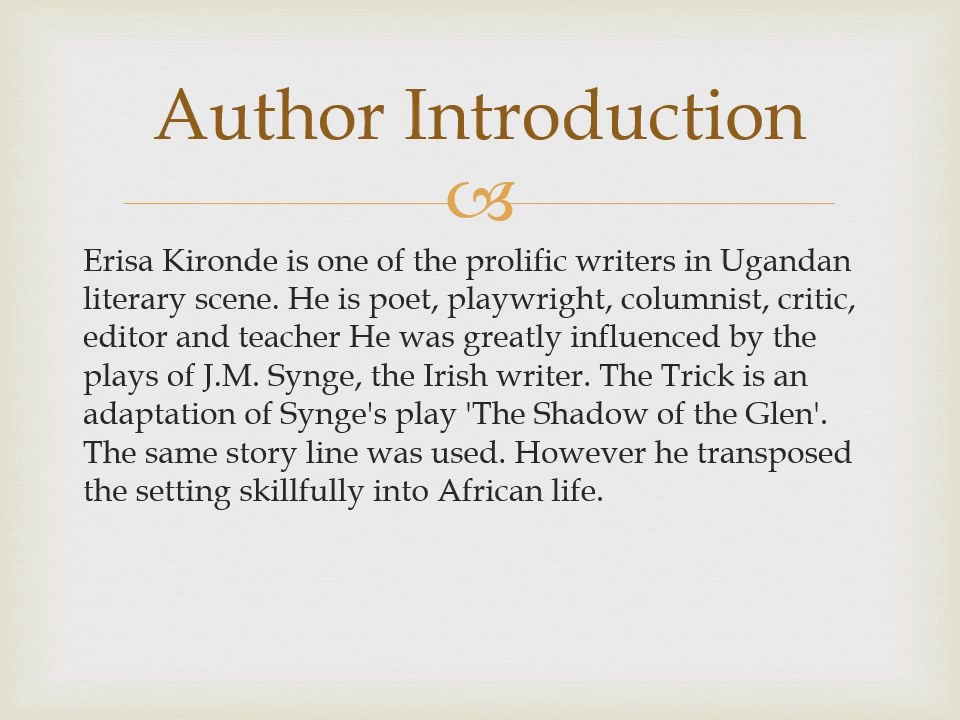 Author Introduction
Erisa Kironde is one of the prolific writers in Ugandan
literary scene. He is poet, playwright, columnist, critic,
editor and teacher He was greatly influenced by the
plays of J.M. Synge, the Irish writer. The Trick is an
adaptation of Synge's play 'The Shadow of the Glen'.
The same story line was used. However he transposed
the setting skillfully into African life.